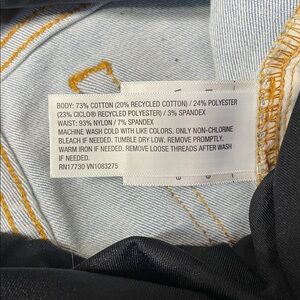 BODY: 73% COTTON (20% RECYCLED COTTON) / 24% POLYESTER
(23% CICLO® RECYCLED POLYESTER) / 3% SPANDEX
WAIST: 93% NYLON / 7% SPANDEX
MACHINE WASH COLD WITH LIKE COLORS. ONLY NON-CHLORINE
BLEACH IF NEEDED. TUMBLE DRY LOW. REMOVE PROMPTLY.
WARM IRON IF NEEDED. REMOVE LOOSE THREADS AFTER WASH
RN17730 VN1083275